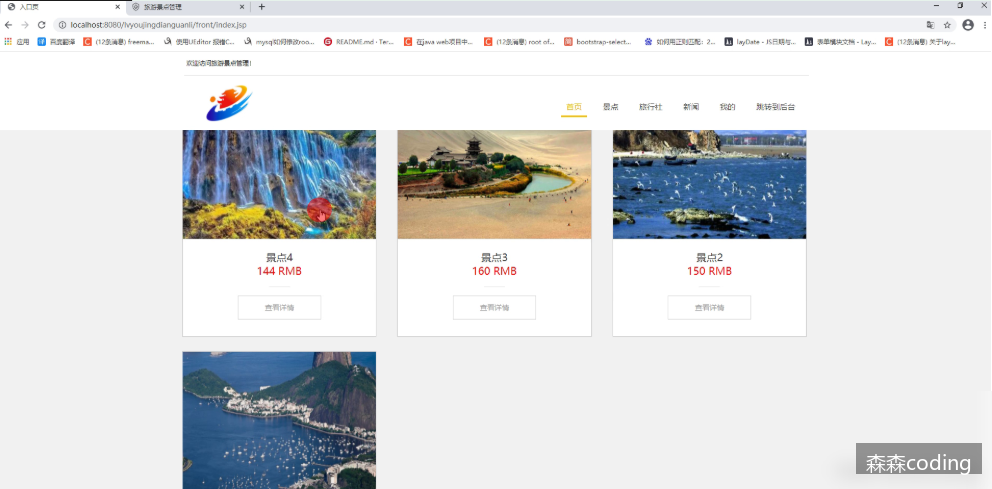 入口页
旅游景点管理
localhost:8080/lvyoujingdianguanli/front/index.jsp
应用
百度翻译
(12条消息) freema...
使用UEditor 报错C...
mysql如何修改roo...
README.md · Ter...
在java web项目中...
(12条消息) root of...
bootstrap-select...
如何用正则匹配：2...
layDate - JS日期与...
表单模块文档 - Lay...
(12条消息) 关于lay...
欢迎访问旅游景点管理！
首页
景点
旅行社
新闻
我的
跳转到后台
景点4
144 RMB
查看详情
景点3
160 RMB
查看详情
景点2
150 RMB
查看详情
森森coding